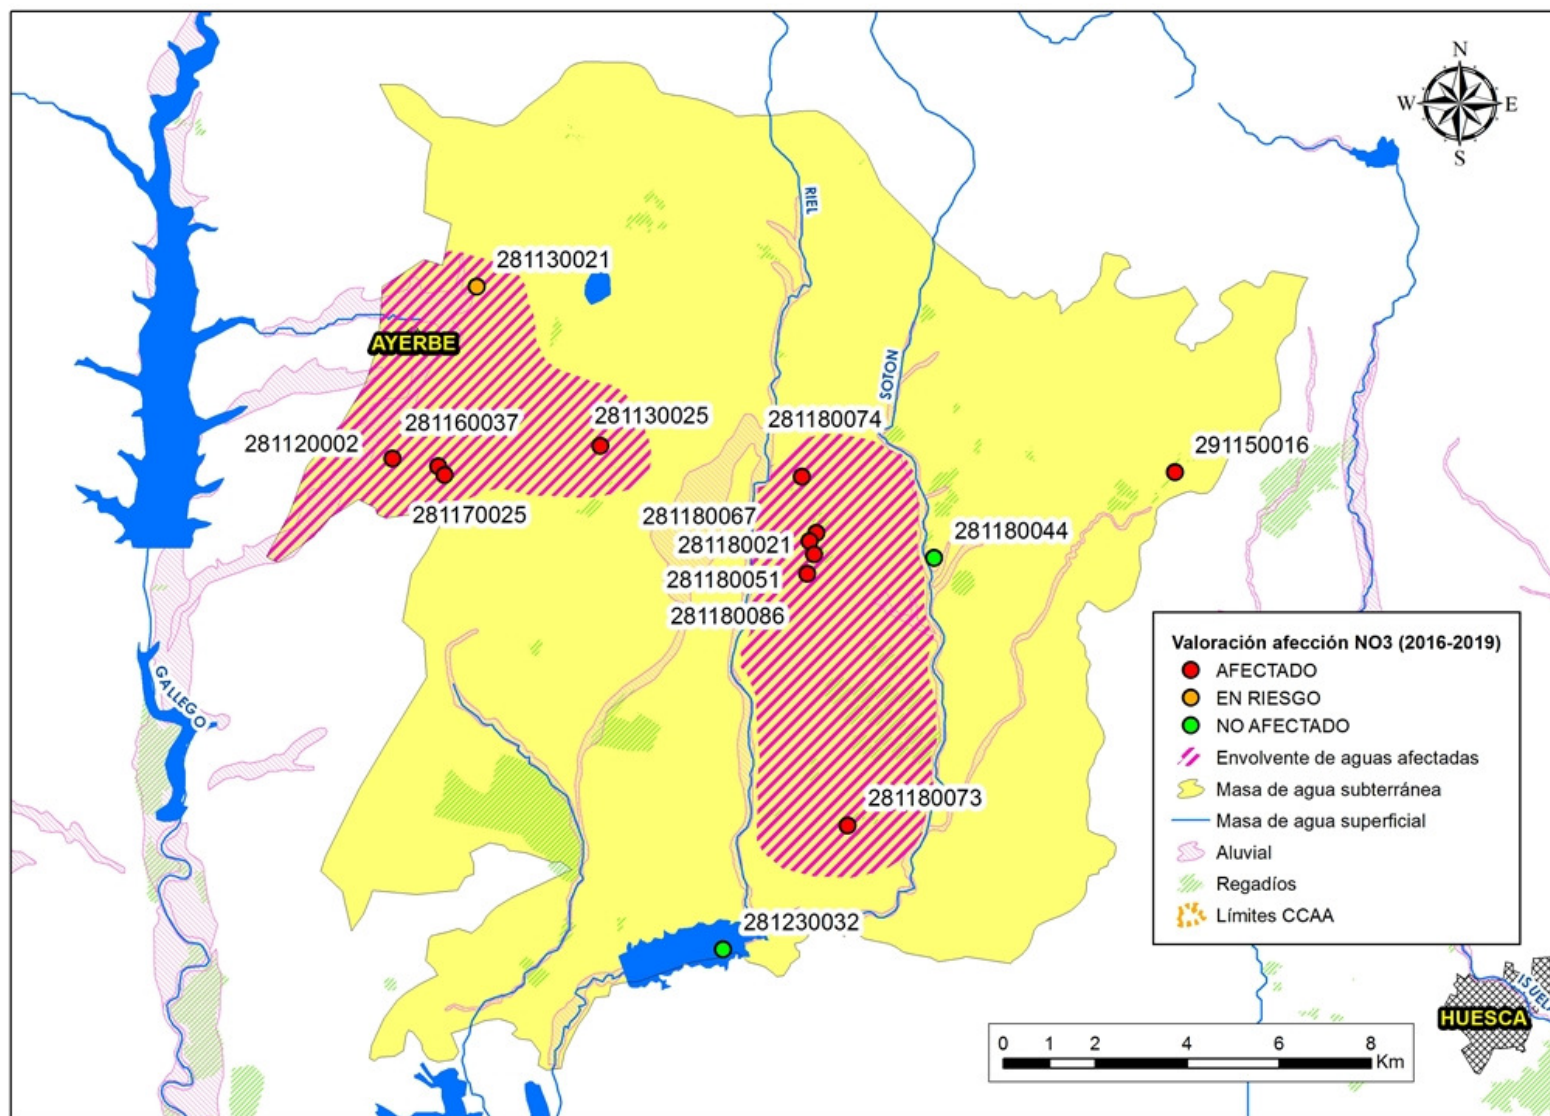 N
W E
S
RIEL
281130021
AYERBE
SOTON
281130025
281180074
281160037
281120002
291150016
281170025
281180067
281180044
281180021
281180051
281180086
GALLEGO
Valoración afección NO3 (2016-2019)
AFECTADO
EN RIESGO
NO AFECTADO
Envolvente de aguas afectadas
Masa de agua subterránea
Masa de agua superficial
Aluvial
Regadíos
Límites CCAA
281180073
281230032
ISUEL
HUESCA
0 1 2 4 6 8
Km